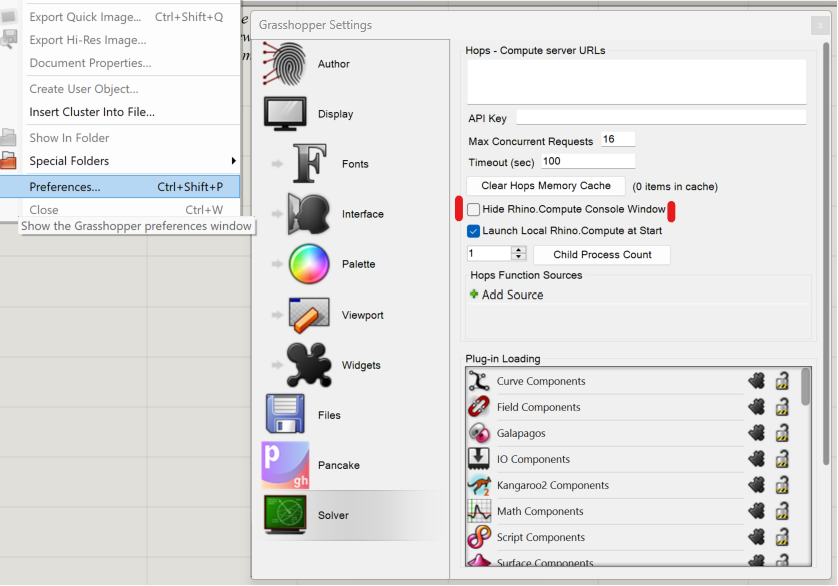 Export Quick Image... Ctrl+Shift+Q
Export Hi-Res Image...
Document Properties...
Create User Object...
Insert Cluster Into File...
Show In Folder
Special Folders
Preferences... Ctrl+Shift+P
Close Ctrl+W
Show the Grasshopper preferences window
Grasshopper Settings
x
Author
Display
Fonts
Interface
Palette
Viewport
Widgets
Files
Pancake
Solver
Hops - Compute server URLs
API Key
Max Concurrent Requests 16
Timeout (sec) 100
Clear Hops Memory Cache (0 items in cache)
Hide Rhino.Compute Console Window
Launch Local Rhino.Compute at Start
1 Child Process Count
Hops Function Sources
Add Source
Plug-in Loading
Curve Components
Field Components
Galapagos
IO Components
Kangaroo2 Components
Math Components
Script Components
Surface Components